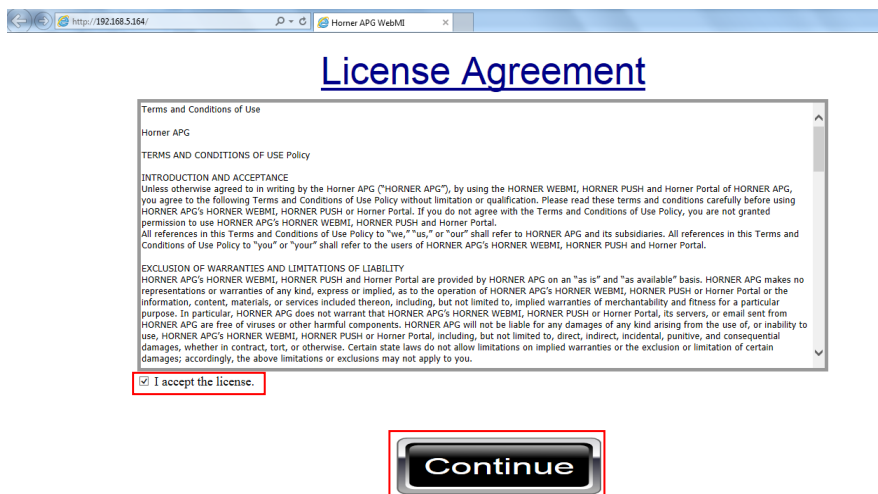 http://192.168.5.164/
Horner APG WebMI
License Agreement
Terms and Conditions of Use
Horner APG
TERMS AND CONDITIONS OF USE Policy
INTRODUCTION AND ACCEPTANCE
Unless otherwise agreed to in writing by the Horner APG ("HORNER APG"), by using the HORNER WEBMI, HORNER PUSH and Horner Portal of HORNER APG,
you agree to the following Terms and Conditions of Use Policy without limitation or qualification. Please read these terms and conditions carefully before using
HORNER APG's HORNER WEBMI, HORNER PUSH or Horner Portal. If you do not agree with the Terms and Conditions of Use Policy, you are not granted
permission to use HORNER APG's HORNER WEBMI, HORNER PUSH and Horner Portal.
All references in this Terms and Conditions of Use Policy to "we," "us," or "our" shall refer to HORNER APG and its subsidiaries. All references in this Terms and
Conditions of Use Policy to "you" or "your" shall refer to the users of HORNER APG's HORNER WEBMI, HORNER PUSH and Horner Portal.
EXCLUSION OF WARRANTIES AND LIMITATIONS OF LIABILITY
HORNER APG's HORNER WEBMI, HORNER PUSH and Horner Portal are provided by HORNER APG on an "as is" and "as available" basis. HORNER APG makes no
representations or warranties of any kind, express or implied, as to the operation of HORNER APG's HORNER WEBMI, HORNER PUSH or Horner Portal or the
information, content, materials, or services included thereon, including, but not limited to, implied warranties of merchantability and fitness for a particular
purpose. In particular, HORNER APG does not warrant that HORNER APG's HORNER WEBMI, HORNER PUSH or Horner Portal, its servers, or email sent from
HORNER APG are free of viruses or other harmful components. HORNER APG will not be liable for any damages of any kind arising from the use of, or inability to
use, HORNER APG's HORNER WEBMI, HORNER PUSH or Horner Portal, including, but not limited to, direct, indirect, incidental, punitive, and consequential
damages, whether in contract, tort, or otherwise. Certain state laws do not allow limitations on implied warranties or the exclusion or limitation of certain
damages; accordingly, the above limitations or exclusions may not apply to you.
I accept the license.
Continue